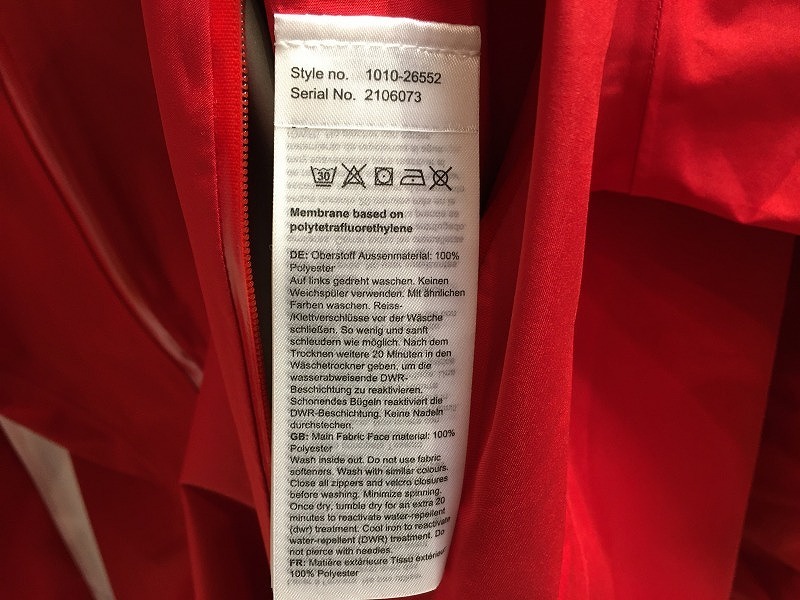 Style no. 1010-26552
Serial No. 2106073
30
Membrane based on
polytetrafluorethylene
DE: Oberstoff Aussenmaterial: 100%
Polyester
Auf links gedreht waschen. Keinen
Weichspüler verwenden. Mit ähnlichen
Farben waschen. Reiss-
/Klettverschlüsse vor der Wäsche
schließen. So wenig und sanft
schleudern wie möglich. Nach dem
Trocknen weitere 20 Minuten in den
Wäschetrockner geben, um die
wasserabweisende DWR-
Beschichtung zu reaktivieren.
Schonendes Bügeln reaktiviert die
DWR-Beschichtung. Keine Nadeln
durchstechen.
GB: Main Fabric Face material: 100%
Polyester
Wash inside out. Do not use fabric
softeners. Wash with similar colours.
Close all zippers and velcro closures
before washing. Minimize spinning.
Once dry, tumble dry for an extra 20
minutes to reactivate water-repellent
(dwr) treatment. Cool iron to reactivate
water-repellent (DWR) treatment. Do
not pierce with needles.
FR: Matière extérieure Tissu extérieur
100% Polyester